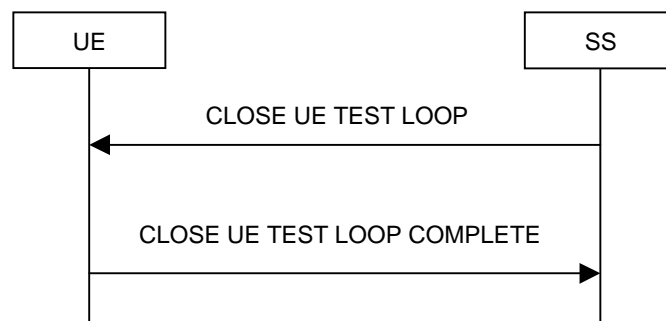 UE
SS
CLOSE UE TEST LOOP
CLOSE UE TEST LOOP COMPLETE